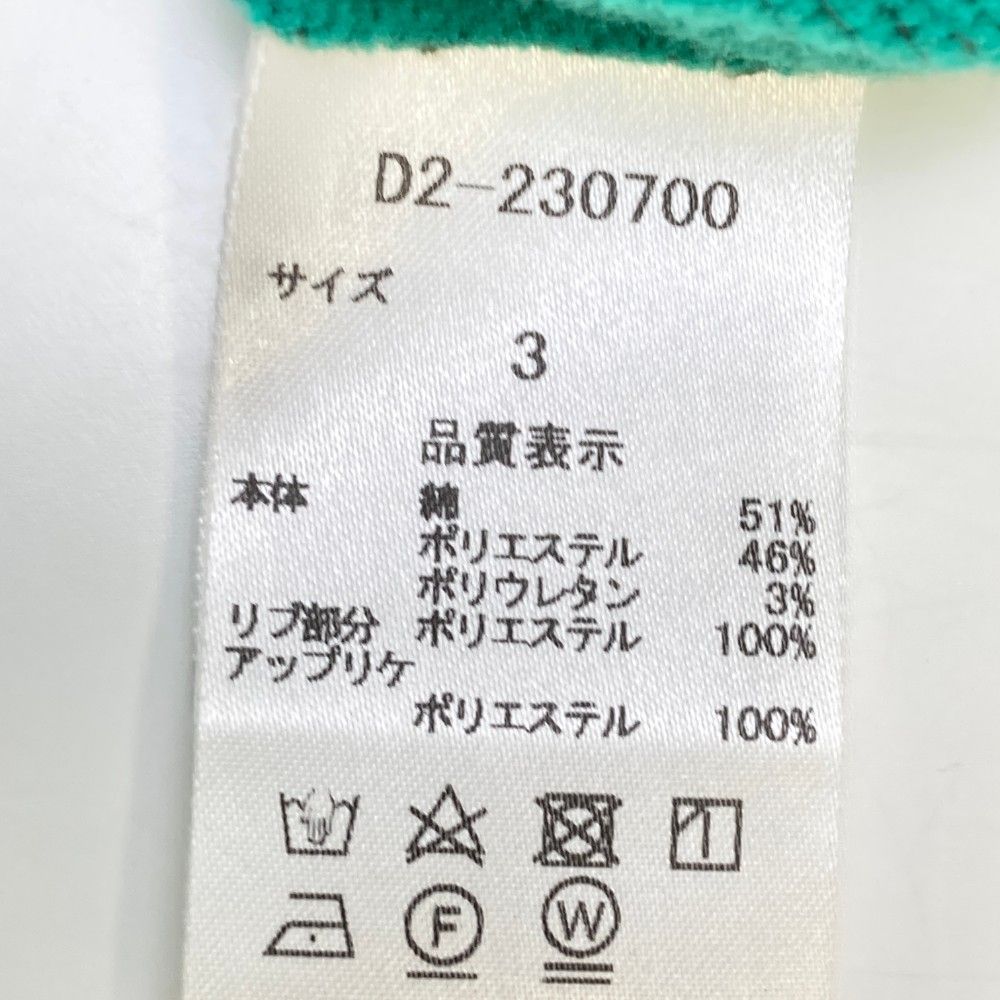 D2-230700
サイズ
3
品質表示
本体 綿 51%
ポリエステル 46%
ポリウレタン 3%
リブ部分 ポリエステル 100%
アップリケ
ポリエステル 100%
F W